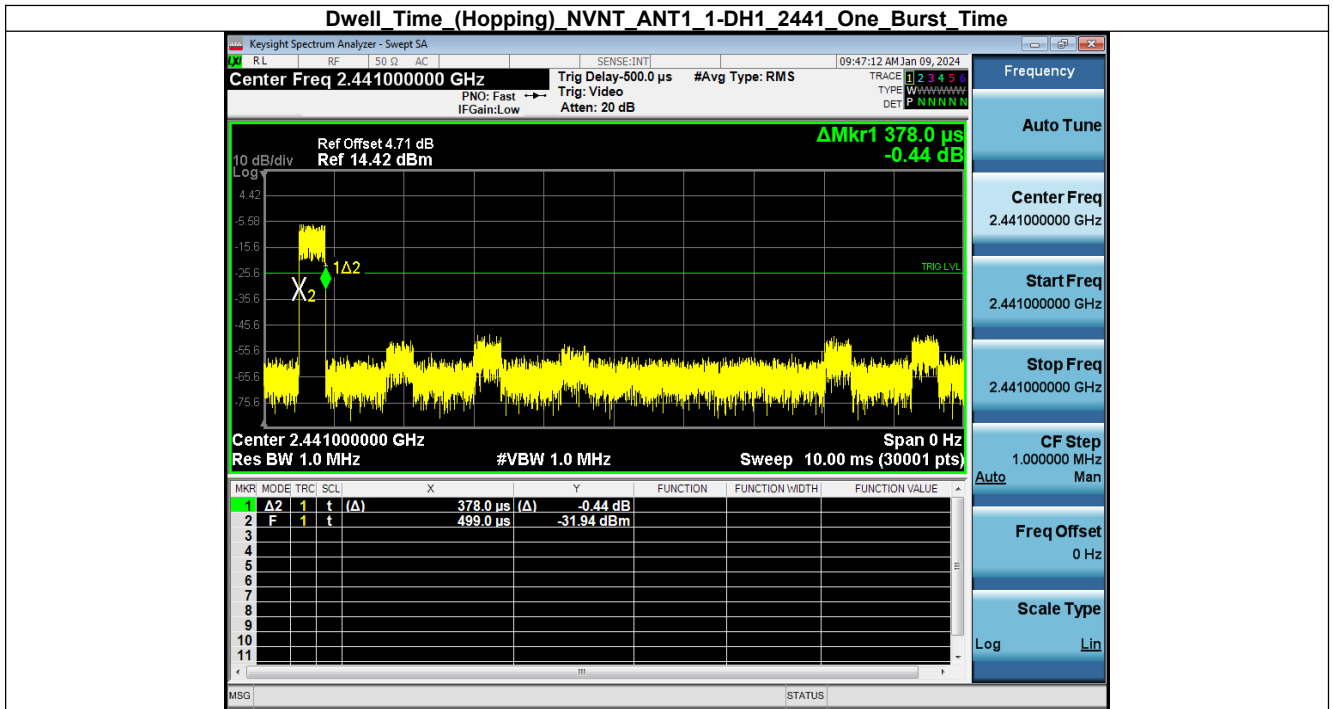 Dwell_Time_(Hopping)_NVNT_ANT1_1-DH1_2441_One_Burst_Time
Keysight Spectrum Analyzer - Swept SA
LXI RL RF 50 Ω AC SENSE:INT 09:47:12 AM Jan 09, 2024
Center Freq 2.441000000 GHz Trig Delay-500.0 µs #Avg Type: RMS TRACE 1 2 3 4 5 6
PNO: Fast Trig: Video TYPE WWWWWW
IFGain:Low Atten: 20 dB DET P N N N N N
ΔMkr1 378.0 µs
-0.44 dB
Ref Offset 4.71 dB
10 dB/div Ref 14.42 dBm
Log
4.42
-5.58
-15.6
-25.6
-35.6
-45.6
-55.6
-65.6
-75.6
1Δ2
TRIG LVL
2
Center 2.441000000 GHz Span 0 Hz
Res BW 1.0 MHz #VBW 1.0 MHz Sweep 10.00 ms (30001 pts)
MKR MODE TRC SCL X Y FUNCTION FUNCTION WIDTH FUNCTION VALUE
1 Δ2 1 t (Δ) 378.0 µs (Δ) -0.44 dB
2 F 1 t 499.0 µs -31.94 dBm
3
4
5
6
7
8
9
10
11
MSG STATUS
Frequency
Auto Tune
Center Freq
2.441000000 GHz
Start Freq
2.441000000 GHz
Stop Freq
2.441000000 GHz
CF Step
1.000000 MHz
Auto Man
Freq Offset
0 Hz
Scale Type
Log Lin